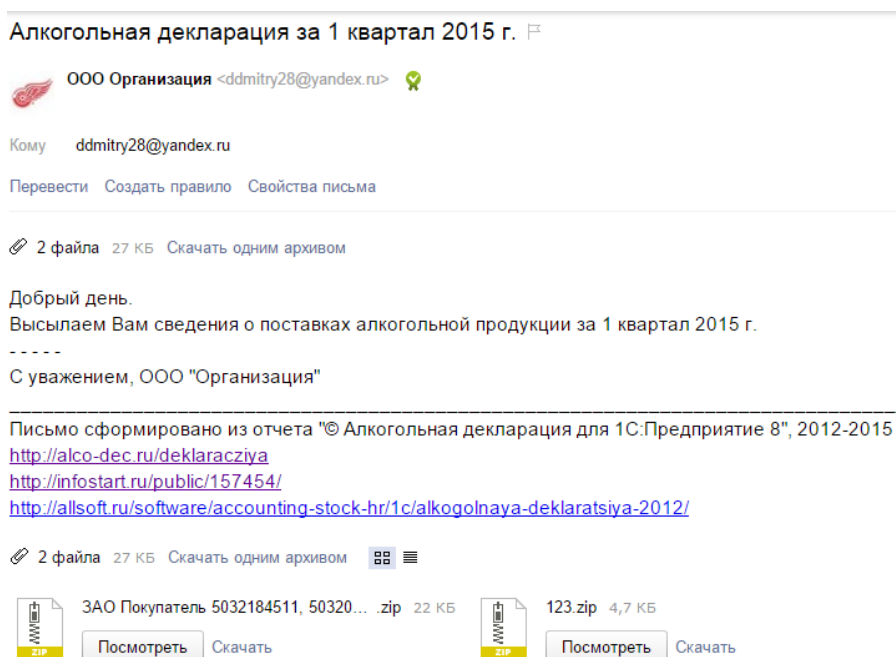 Алкогольная декларация за 1 квартал 2015 г.
ООО Организация <ddmitry28@yandex.ru>
Кому ddmitry28@yandex.ru
Перевести Создать правило Свойства письма
2 файла 27 КБ Скачать одним архивом
Добрый день.
Высылаем Вам сведения о поставках алкогольной продукции за 1 квартал 2015 г.
- - - - -
С уважением, ООО "Организация"
Письмо сформировано из отчета "© Алкогольная декларация для 1С:Предприятие 8", 2012-2015
http://alco-dec.ru/deklaracziya
http://infostart.ru/public/157454/
http://allsoft.ru/software/accounting-stock-hr/1c/alkogolnaya-deklaratsiya-2012/
2 файла 27 КБ Скачать одним архивом
ЗАО Покупатель 5032184511, 50320... .zip 22 КБ 123.zip 4,7 КБ
ZIP Посмотреть Скачать ZIP Посмотреть Скачать